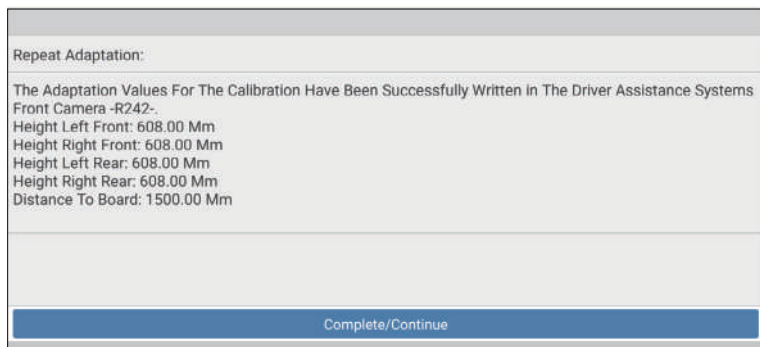 Repeat Adaptation:
The Adaptation Values For The Calibration Have Been Successfully Written in The Driver Assistance Systems
Front Camera -R242-.
Height Left Front: 608.00 Mm
Height Right Front: 608.00 Mm
Height Left Rear: 608.00 Mm
Height Right Rear: 608.00 Mm
Distance To Board: 1500.00 Mm
Complete/Continue